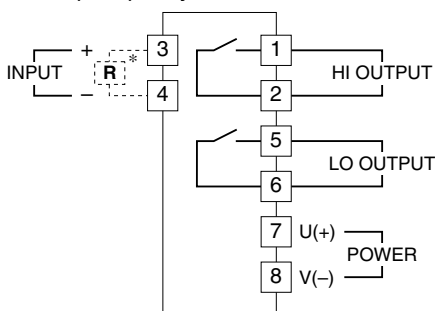 +
3
1
INPUT
R
*
HI OUTPUT
–
4
2
5
LO OUTPUT
6
7
U(+)
POWER
8
V(–)